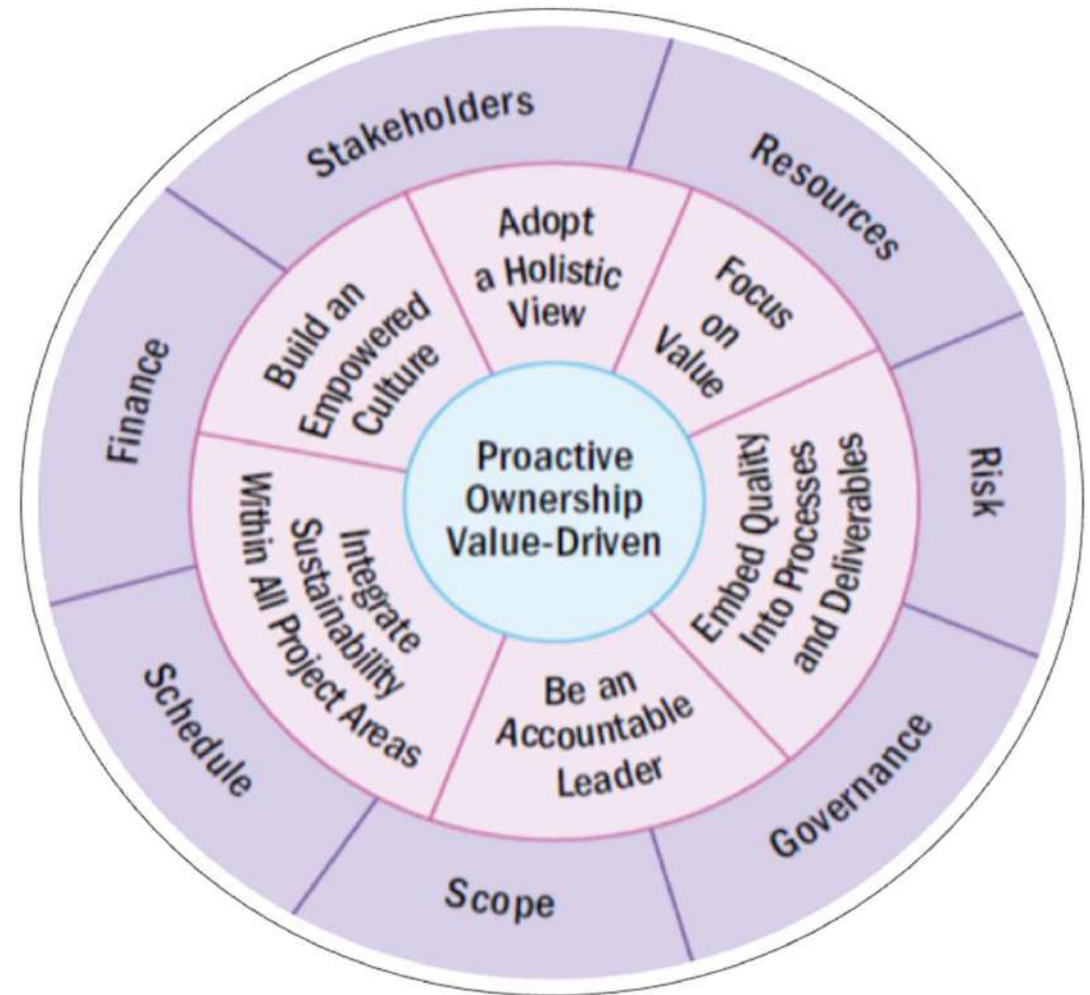 Stakeholders
Resources
Risk
Governance
Scope
Schedule
Finance
Adopt
a Holistic
View
Focus
on
Value
Embed Quality
Into Processes
and Deliverables
Be an
Accountable
Leader
Integrate
Sustainability
Within All Project Areas
Build an
Empowered
Culture
Proactive
Ownership
Value-Driven